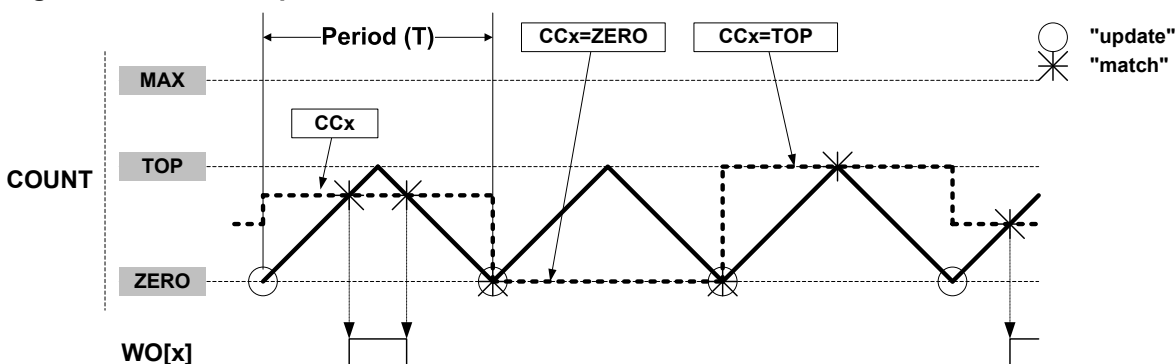 Period (T)
CCx=ZERO
CCx=TOP
"update"
"match"
MAX
CCx
TOP
COUNT
ZERO
WO[x]